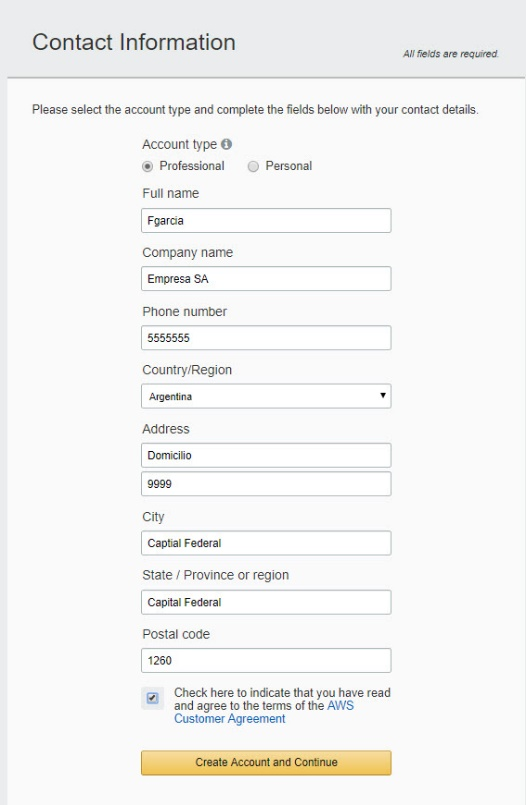 Contact Information
All fields are required.
Please select the account type and complete the fields below with your contact details.
Account type
Professional Personal
Full name
Fgarcia
Company name
Empresa SA
Phone number
5555555
Country/Region
Argentina
Address
Domicilio
9999
City
Captial Federal
State / Province or region
Capital Federal
Postal code
1260
Check here to indicate that you have read
and agree to the terms of the AWS
Customer Agreement
Create Account and Continue